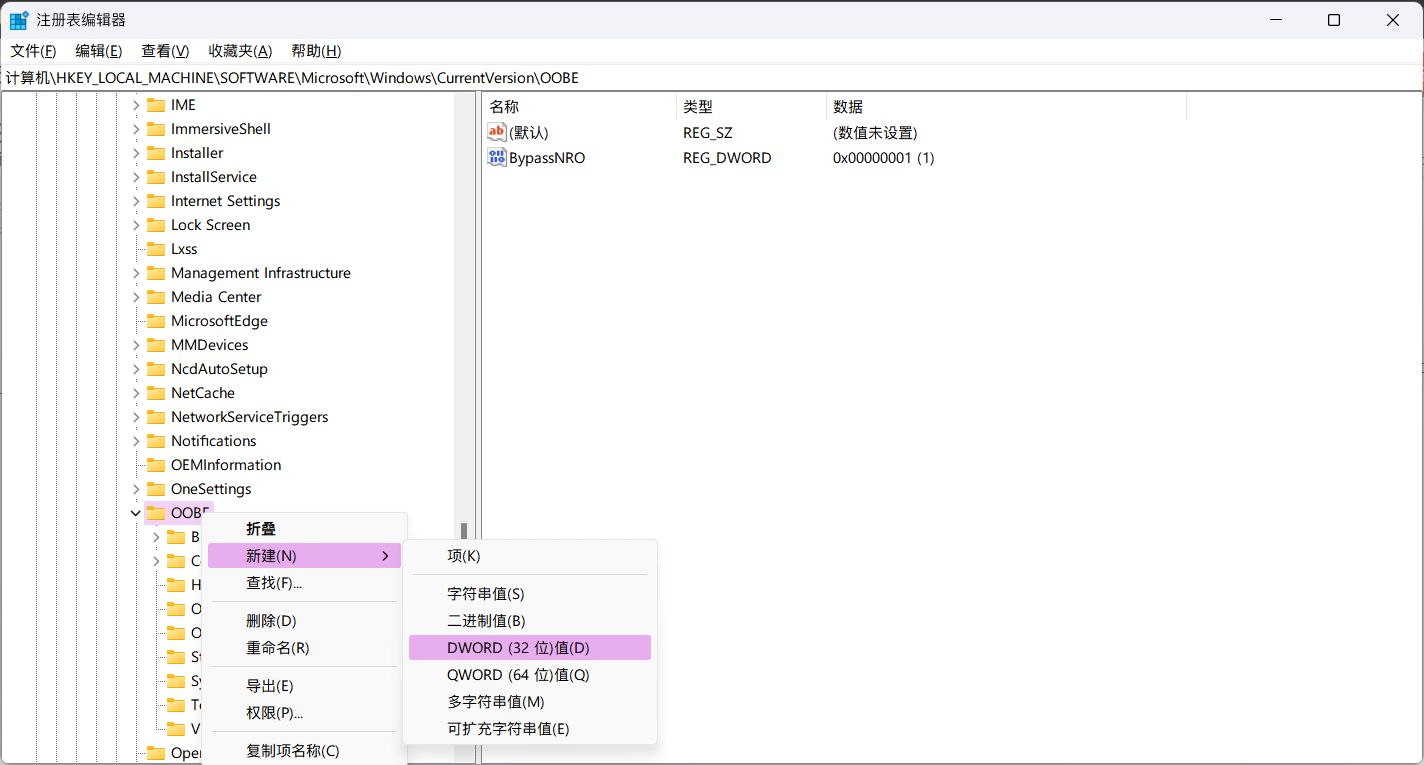 注册表编辑器
文件(F) 编辑(E) 查看(V) 收藏夹(A) 帮助(H)
计算机\HKEY_LOCAL_MACHINE\SOFTWARE\Microsoft\Windows\CurrentVersion\OOBE
IME
ImmersiveShell
Installer
InstallService
Internet Settings
Lock Screen
Lxss
Management Infrastructure
Media Center
MicrosoftEdge
MMDevices
NcdAutoSetup
NetCache
NetworkServiceTriggers
Notifications
OEMInformation
OneSettings
名称 类型 数据
(默认) REG_SZ (数值未设置)
BypassNRO REG_DWORD 0x00000001 (1)
折叠
新建(N)
查找(F)...
删除(D)
重命名(R)
导出(E)
权限(P)...
复制项名称(C)
项(K)
字符串值(S)
二进制值(B)
DWORD (32 位)值(D)
QWORD (64 位)值(Q)
多字符串值(M)
可扩充字符串值(E)